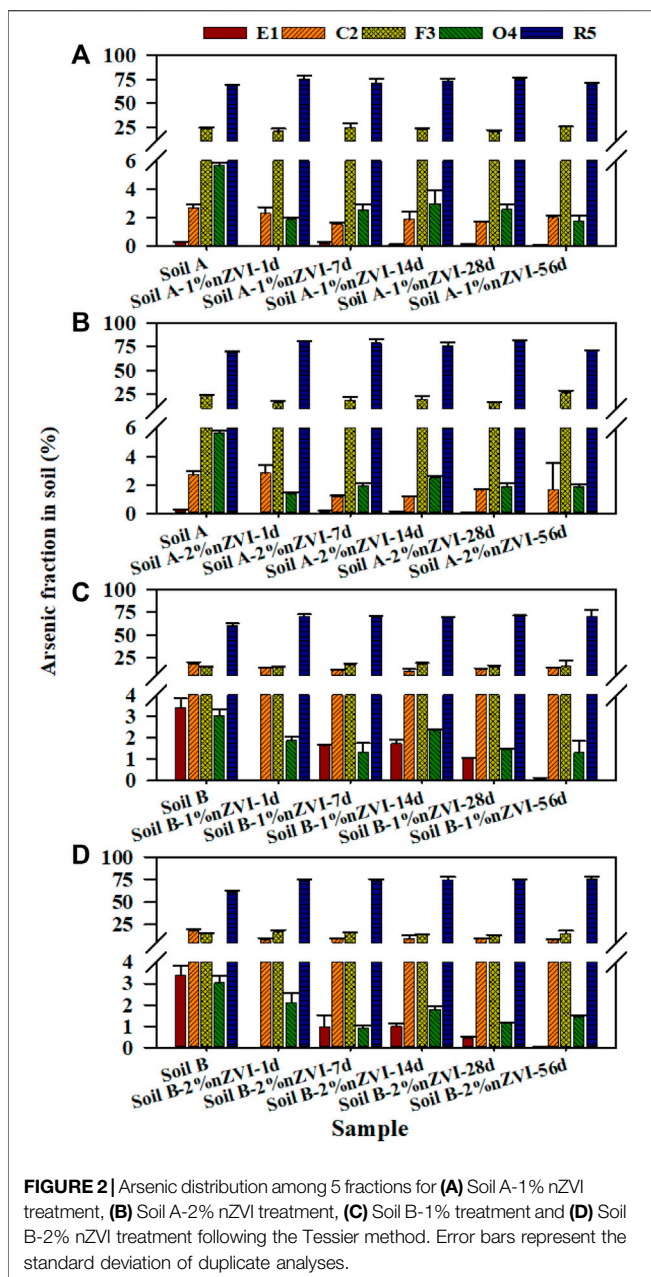 E1 C2 F3 O4 R5
A
100
75
50
25
6
4
2
0
Soil A
Soil A-1%nZVI-1d
Soil A-1%nZVI-7d
Soil A-1%nZVI-14d
Soil A-1%nZVI-28d
Soil A-1%nZVI-56d
B
100
75
50
25
6
4
2
0
Soil A
Soil A-2%nZVI-1d
Soil A-2%nZVI-7d
Soil A-2%nZVI-14d
Soil A-2%nZVI-28d
Soil A-2%nZVI-56d
Arsenic fraction in soil (%)
C
100
75
50
25
4
3
2
1
0
Soil B
Soil B-1%nZVI-1d
Soil B-1%nZVI-7d
Soil B-1%nZVI-14d
Soil B-1%nZVI-28d
Soil B-1%nZVI-56d
D
100
75
50
25
4
3
2
1
0
Soil B
Soil B-2%nZVI-1d
Soil B-2%nZVI-7d
Soil B-2%nZVI-14d
Soil B-2%nZVI-28d
Soil B-2%nZVI-56d
Sample
FIGURE 2 | Arsenic distribution among 5 fractions for (A) Soil A-1% nZVI
treatment, (B) Soil A-2% nZVI treatment, (C) Soil B-1% treatment and (D) Soil
B-2% nZVI treatment following the Tessier method. Error bars represent the
standard deviation of duplicate analyses.